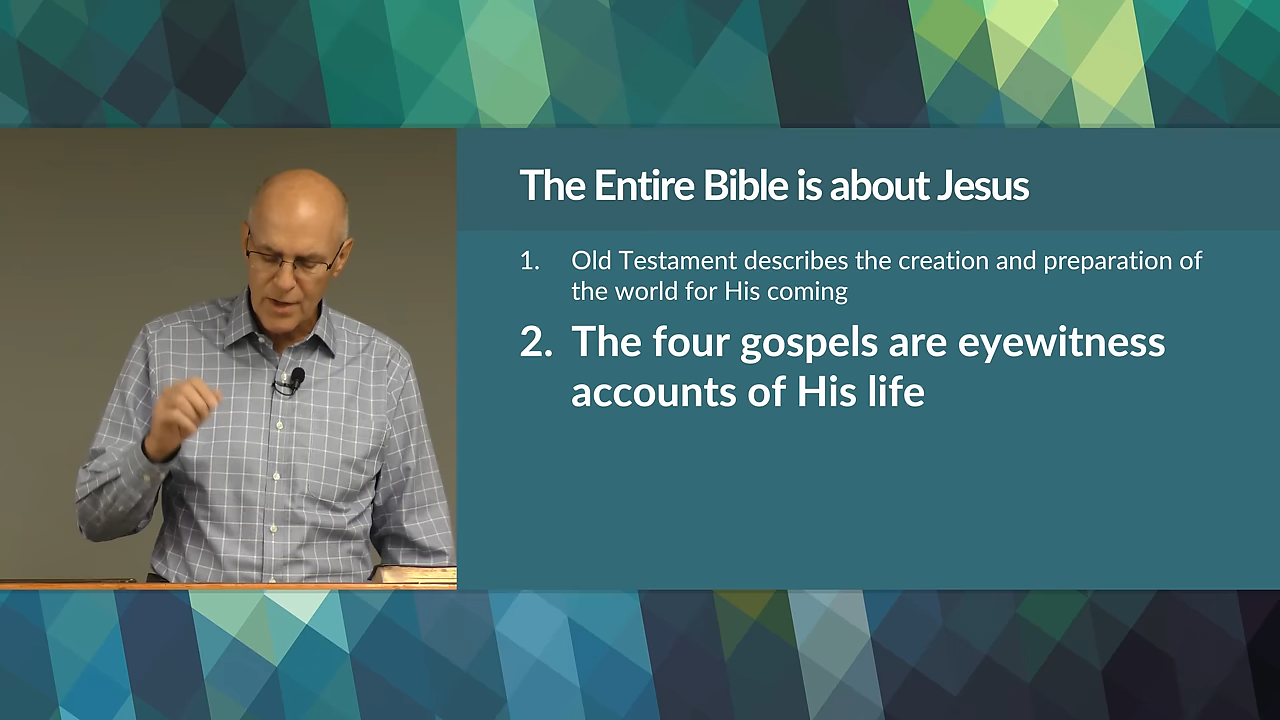 The Entire Bible is about Jesus
1. Old Testament describes the creation and preparation of
the world for His coming
2. The four gospels are eyewitness
accounts of His life